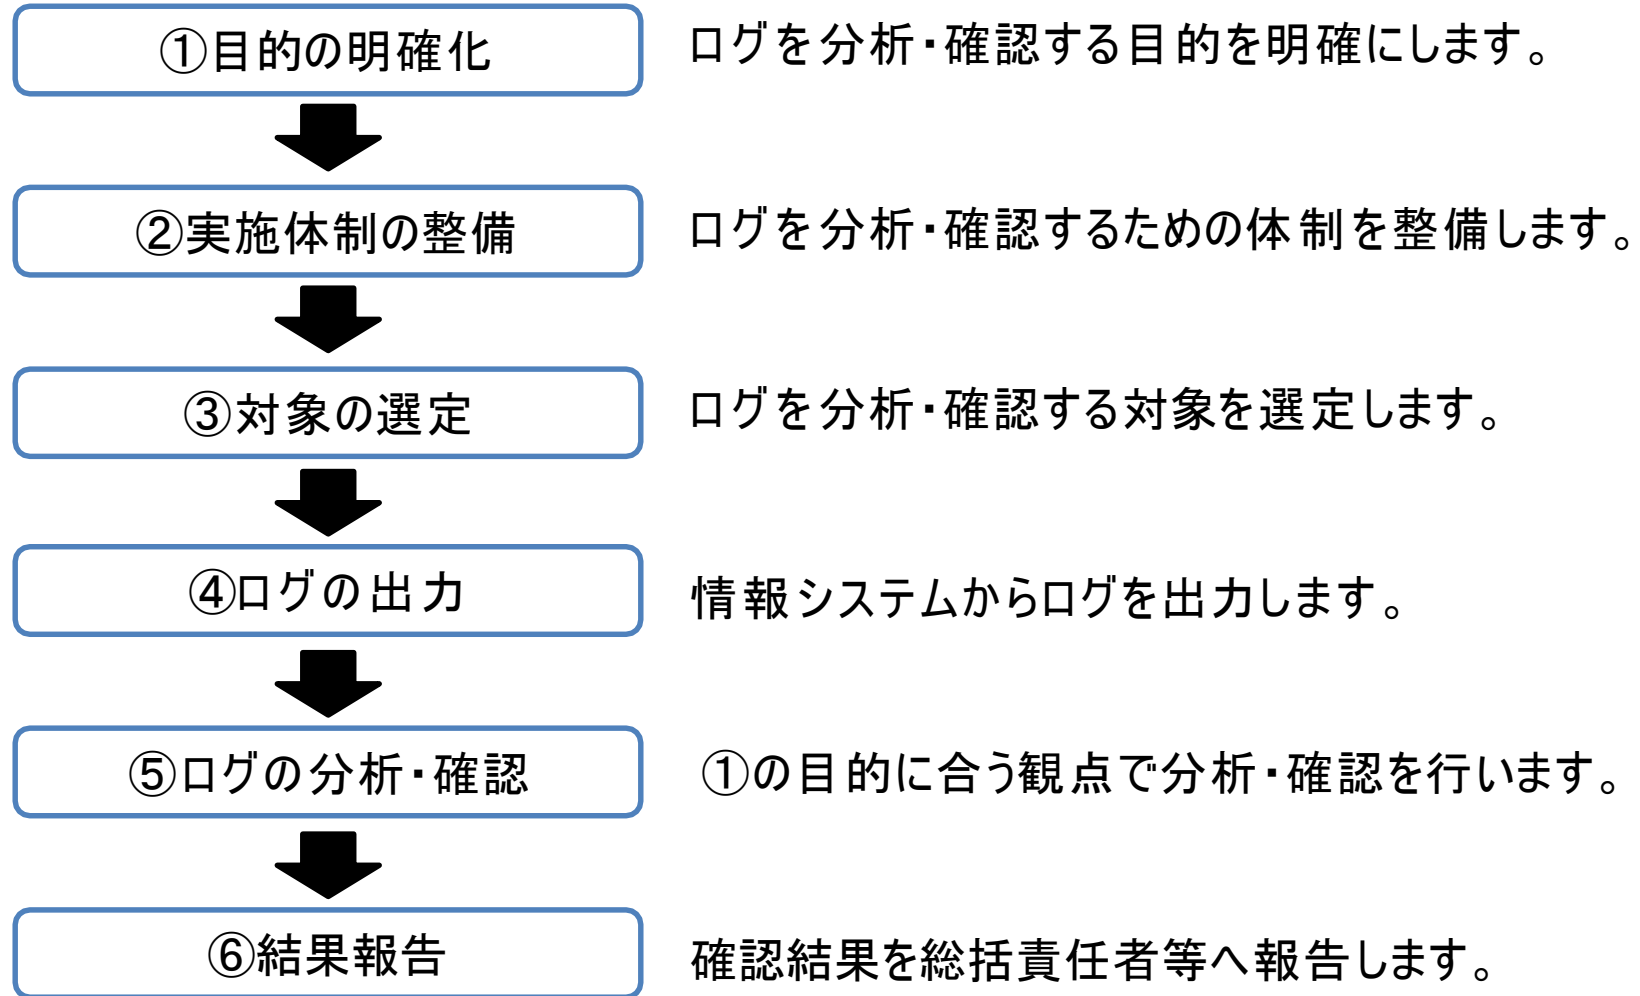 ①目的の明確化
ログを分析・確認する目的を明確にします。
②実施体制の整備
ログを分析・確認するための体制を整備します。
③対象の選定
ログを分析・確認する対象を選定します。
④ログの出力
情報システムからログを出力します。
⑤ログの分析・確認
①の目的に合う観点で分析・確認を行います。
⑥結果報告
確認結果を総括責任者等へ報告します。